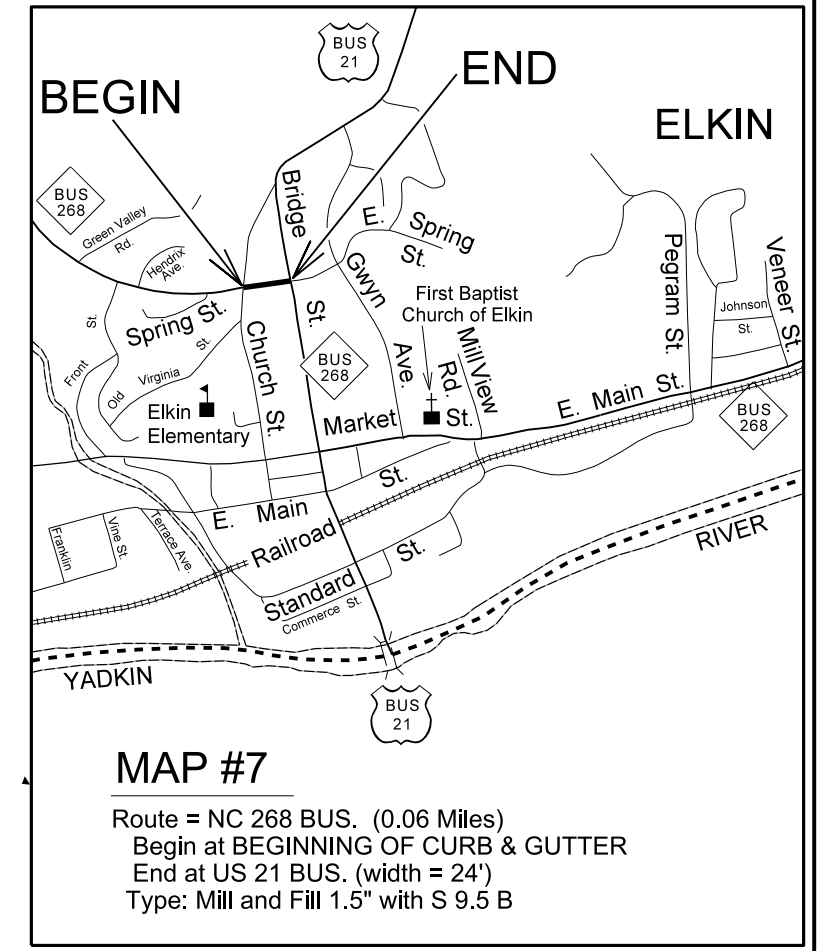 BUS
21
END
BEGIN
ELKIN
BUS
268
Green Valley
Rd.
Hendrix
Ave.
Bridge
St.
E. Spring
St.
Gwyn
Ave.
First Baptist
Church of Elkin
Mill View
Rd.
Pegram St.
Veneer St.
Johnson
St.
Front
St.
Spring St.
Old Virginia St.
Church St.
BUS
268
Elkin
Elementary
Market St.
E. Main St.
BUS
268
E. Main St.
Railroad
Franklin
Vine St.
Terrace Ave.
Standard St.
Commerce St.
RIVER
YADKIN
BUS
21
MAP #7
Route = NC 268 BUS. (0.06 Miles)
Begin at BEGINNING OF CURB & GUTTER
End at US 21 BUS. (width = 24')
Type: Mill and Fill 1.5" with S 9.5 B